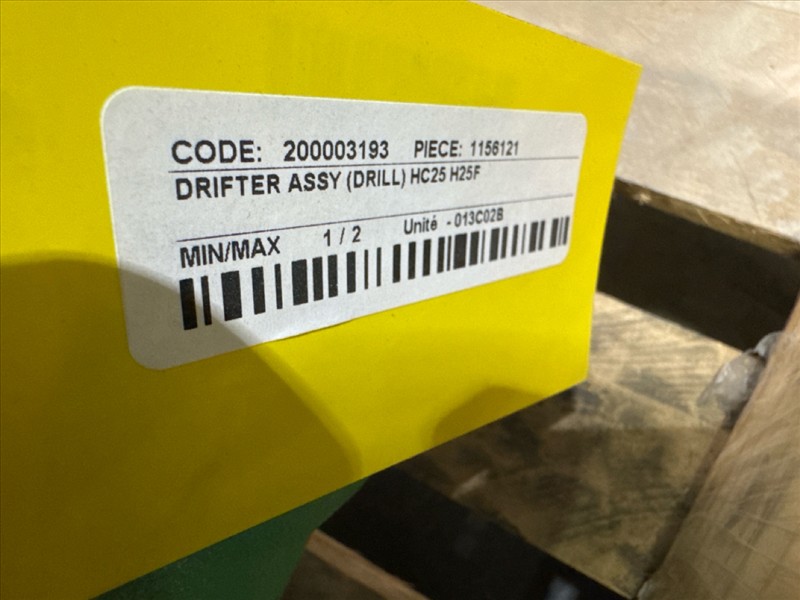 CODE: 200003193 PIECE: 1156121
DRIFTER ASSY (DRILL) HC25 H25F
MIN/MAX 1 / 2 Unité - 013C02B